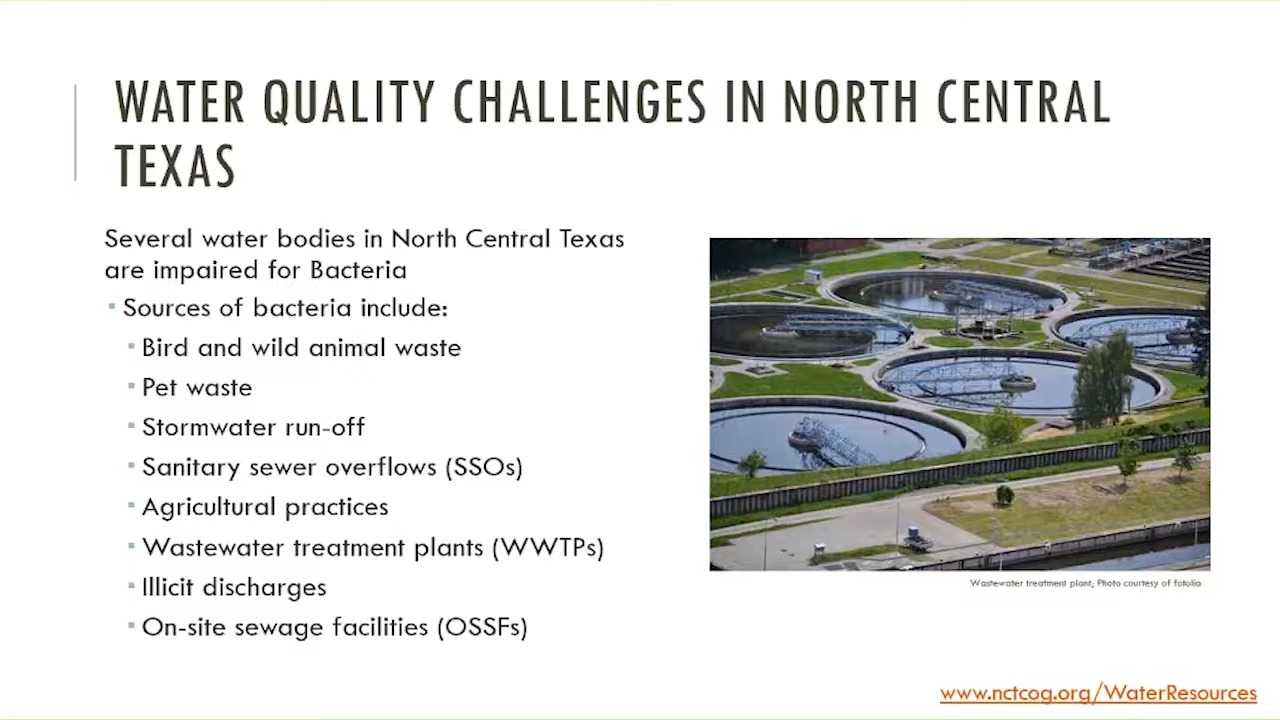 WATER QUALITY CHALLENGES IN NORTH CENTRAL
TEXAS
Several water bodies in North Central Texas
are impaired for Bacteria
Sources of bacteria include:
Bird and wild animal waste
Pet waste
Stormwater run-off
Sanitary sewer overflows (SSOs)
Agricultural practices
Wastewater treatment plants (WWTPs)
Illicit discharges
On-site sewage facilities (OSSFs)
Wastewater treatment plant; Photo courtesy of fotolia
www.nctcog.org/WaterResources